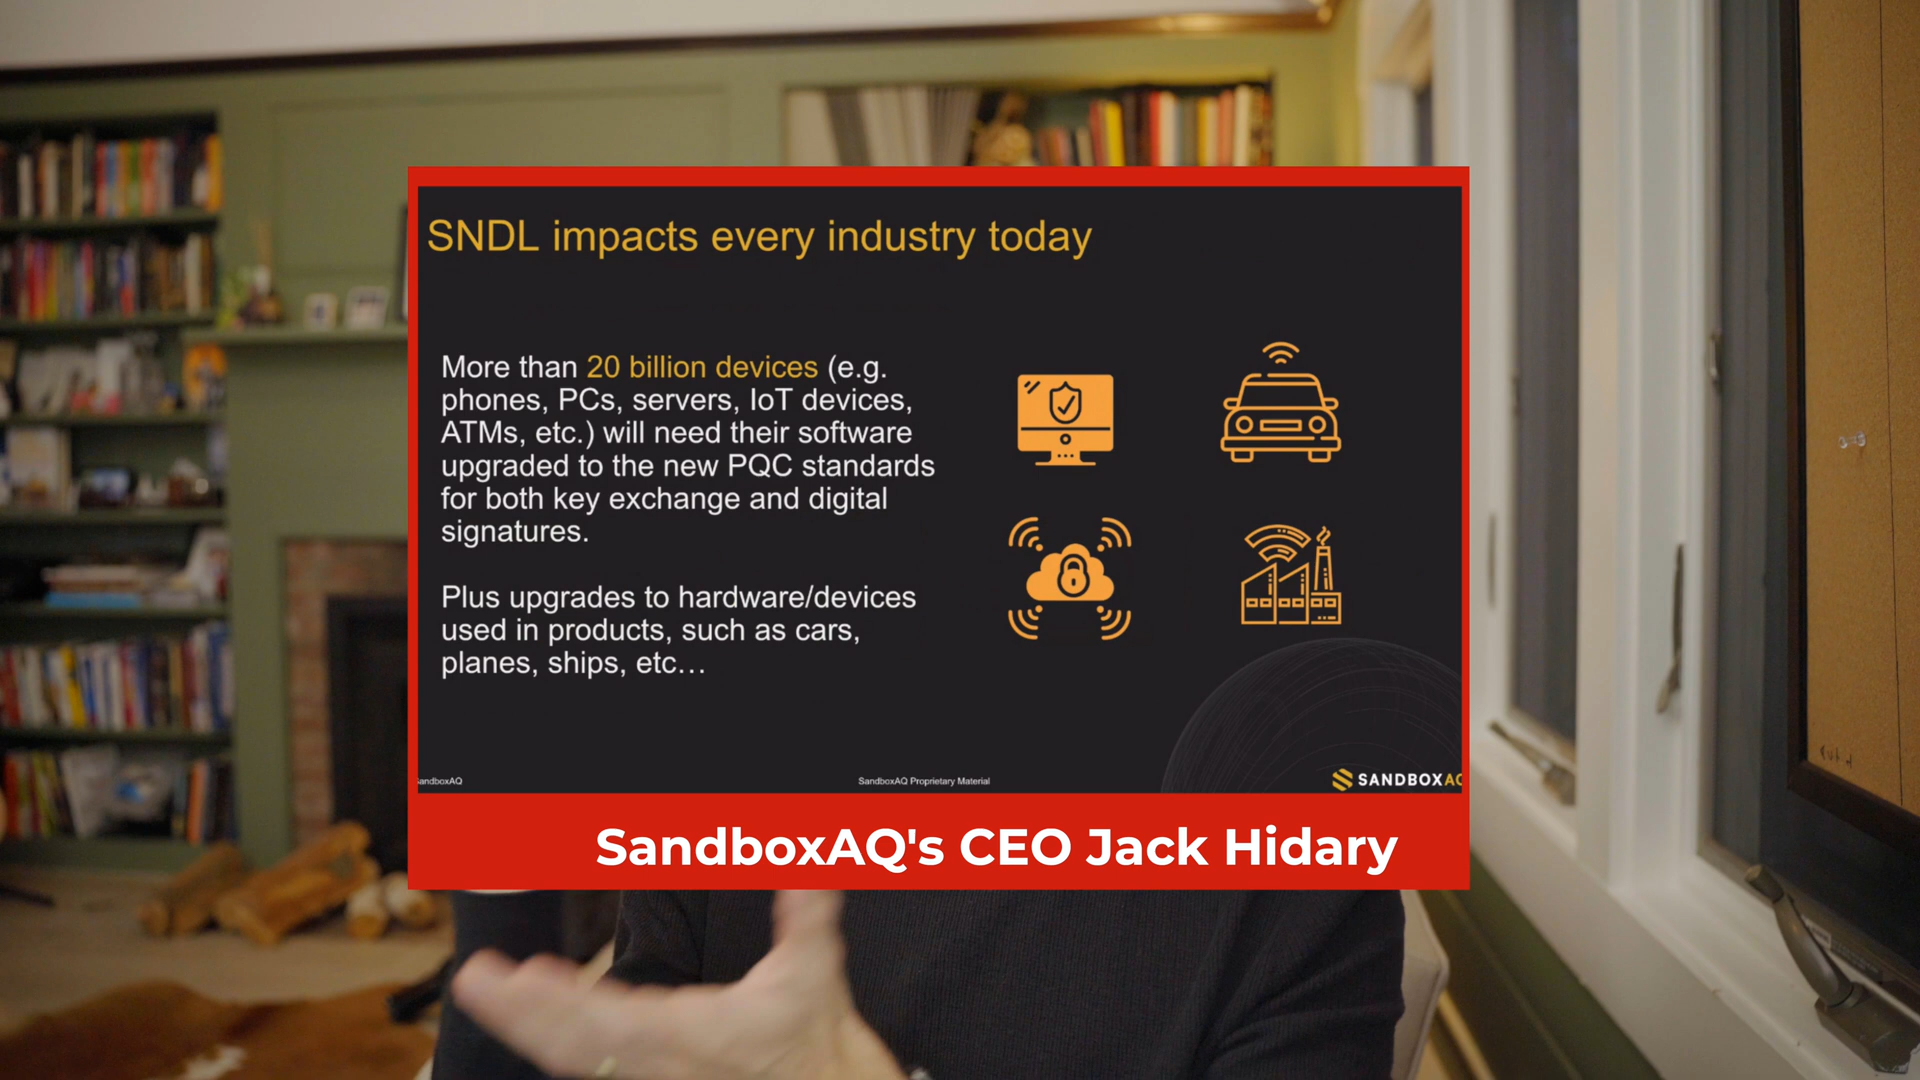 SNDL impacts every industry today
More than 20 billion devices (e.g.
phones, PCs, servers, IoT devices,
ATMs, etc.) will need their software
upgraded to the new PQC standards
for both key exchange and digital
signatures.
Plus upgrades to hardware/devices
used in products, such as cars,
planes, ships, etc...
andboxAQ
SandboxAQ Proprietary Material
SANDBOXAQ
SandboxAQ's CEO Jack Hidary